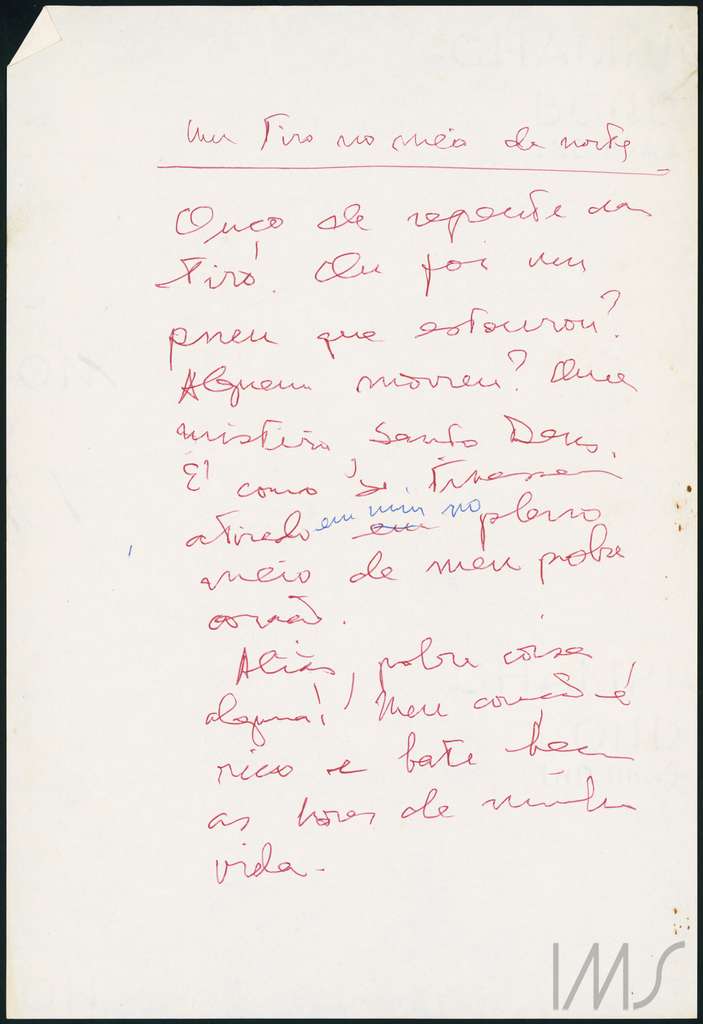 Um tiro no meio da noite
Ouço de repente um
tiro. Ou foi um
pneu que estourou?
Alguém morreu? Que
mistério, Santo Deus.
É como se tivessem
atirado em mim no pleno
meio de meu pobre
coração.
Aliás, pobre coisa
alguma! Meu coração é
rico e bate bem
as horas de minha
vida.
IMS